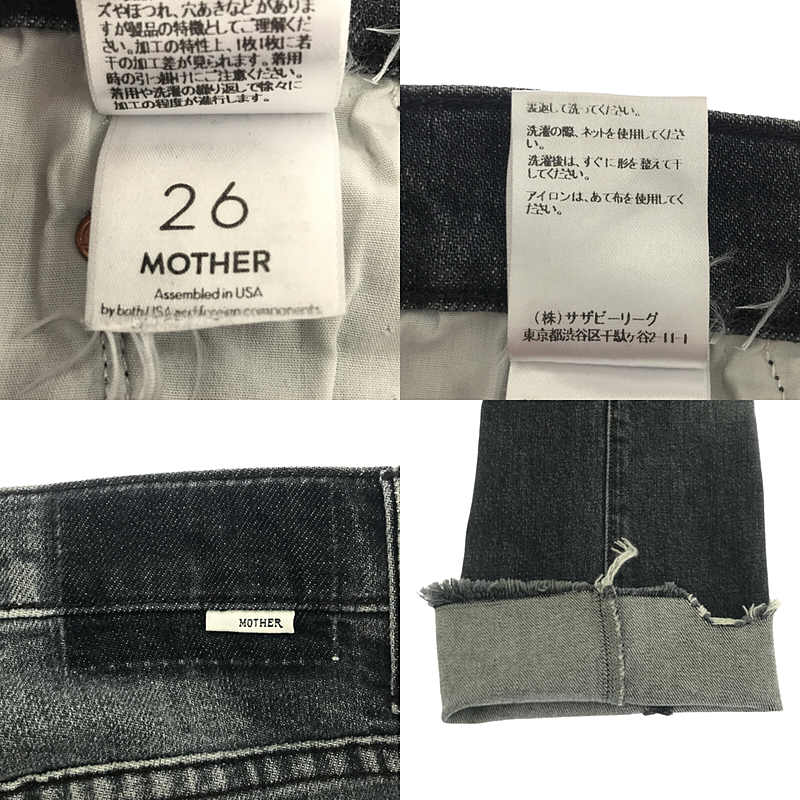 ズやほつれ、穴あきなどがありま
すが製品の特徴としてご理解くだ
さい。加工の特性上、1枚1枚に若
干の加工差が見られます。着用
時の引っ掛けにご注意ください。
着用や洗濯の繰り返しで徐々に
加工の程度が進行します。
26
MOTHER
Assembled in USA
by both USA and foreign components.
裏返して洗ってください。
洗濯の際、ネットを使用してくださ
い。
洗濯後は、すぐに形を整えて干
してください。
アイロンは、あて布を使用してく
ださい。
(株)サザビーリーグ
東京都渋谷区千駄ヶ谷2-11-1
MOTHER